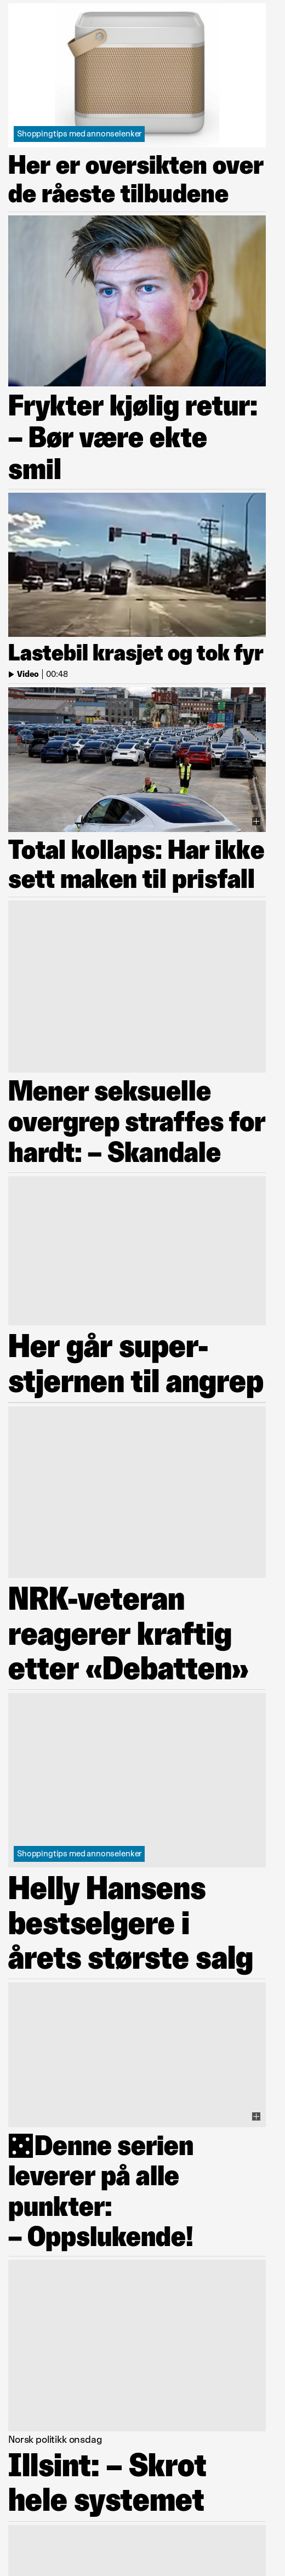 Shoppingtips med annonselenker
Her er oversikten over
de råeste tilbudene
Frykter kjølig retur:
– Bør være ekte
smil
Lastebil krasjet og tok fyr
Video | 00:48
Total kollaps: Har ikke
sett maken til prisfall
Mener seksuelle
overgrep straffes for
hardt: – Skandale
Her går super-
stjernen til angrep
NRK-veteran
reagerer kraftig
etter «Debatten»
Shoppingtips med annonselenker
Helly Hansens
bestselgere i
årets største salg
Denne serien
leverer på alle
punkter:
– Oppslukende!
Norsk politikk onsdag
Illsint: – Skrot
hele systemet